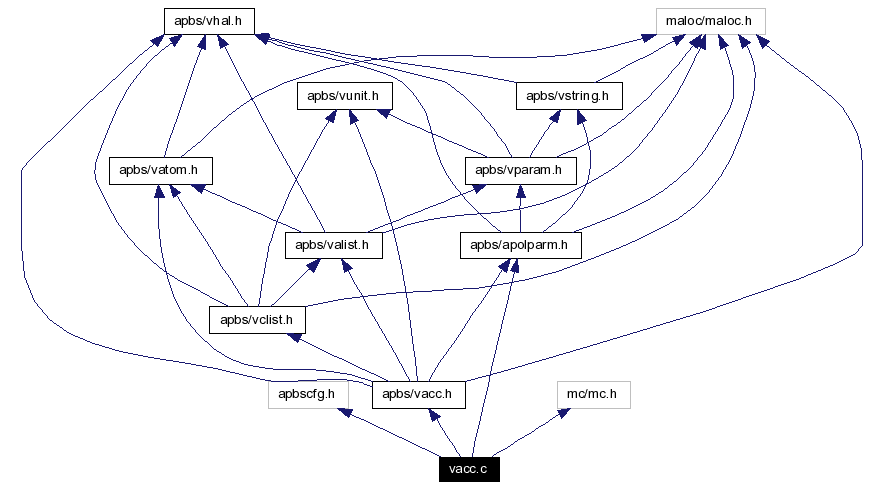 apbs/vhal.h
maloc/maloc.h
apbs/vunit.h
apbs/vstring.h
apbs/vatom.h
apbs/vparam.h
apbs/valist.h
apbs/apolparm.h
apbs/vclist.h
apbscfg.h
apbs/vacc.h
mc/mc.h
vacc.c